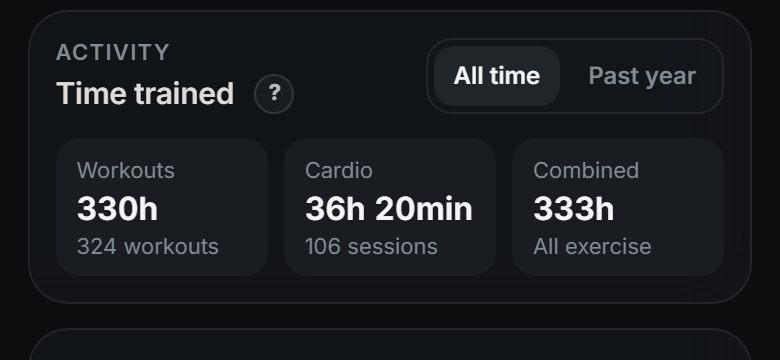 ACTIVITY
Time trained ?
All time Past year
Workouts
330h
324 workouts
Cardio
36h 20min
106 sessions
Combined
333h
All exercise